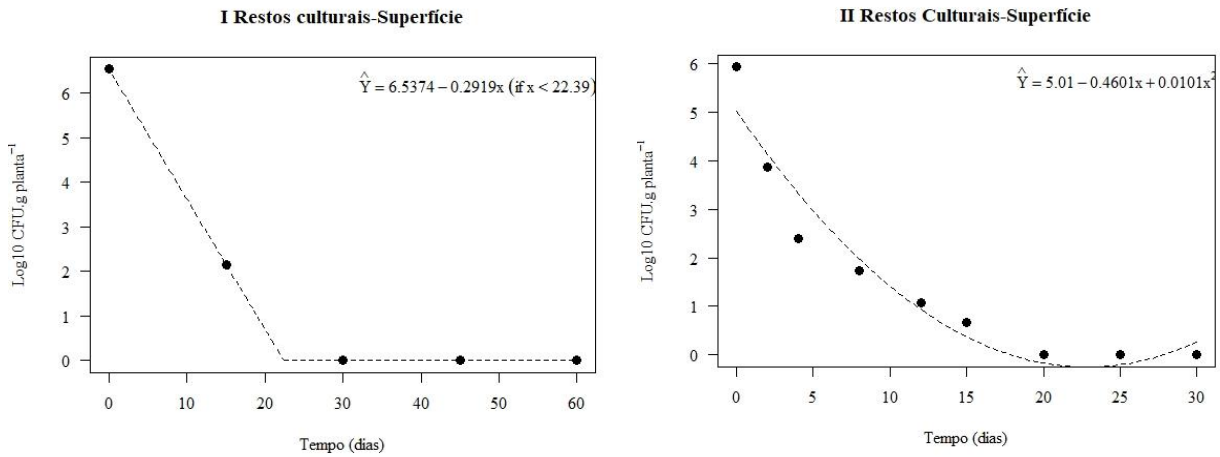 I Restos culturais-Superfície
Ŷ = 6.5374 − 0.2919x (if x < 22.39)
Log10 CFU.g planta⁻¹
6
5
4
3
2
1
0
0 10 20 30 40 50 60
Tempo (dias)
II Restos Culturais-Superfície
Ŷ = 5.01 − 0.4601x + 0.0101x²
Log10 CFU.g planta⁻¹
6
5
4
3
2
1
0
0 5 10 15 20 25 30
Tempo (dias)